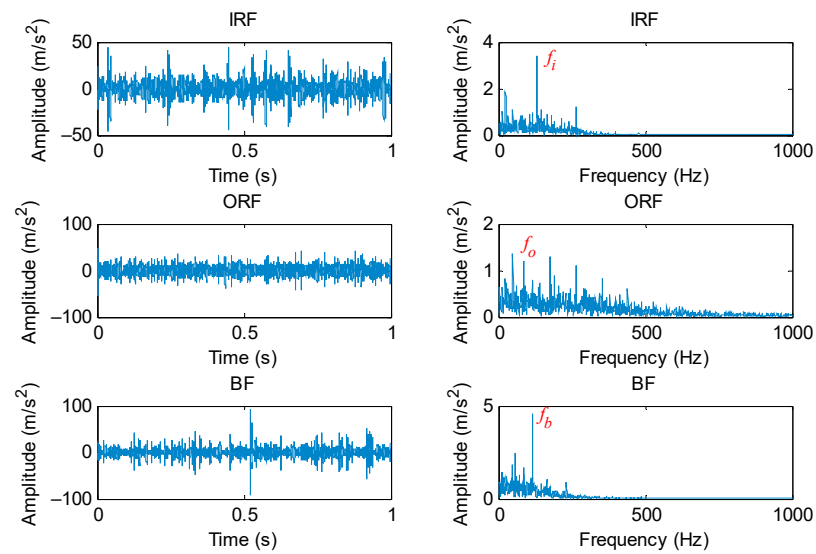 IRF
Amplitude (m/s²)
50
0
−50
0
0.5
1
Time (s)
IRF
Amplitude (m/s²)
4
2
0
f_i
0
500
1000
Frequency (Hz)
ORF
Amplitude (m/s²)
100
0
−100
0
0.5
1
Time (s)
ORF
Amplitude (m/s²)
2
1
0
f_o
0
500
1000
Frequency (Hz)
BF
Amplitude (m/s²)
100
0
−100
0
0.5
1
Time (s)
BF
Amplitude (m/s²)
5
0
f_b
0
500
1000
Frequency (Hz)